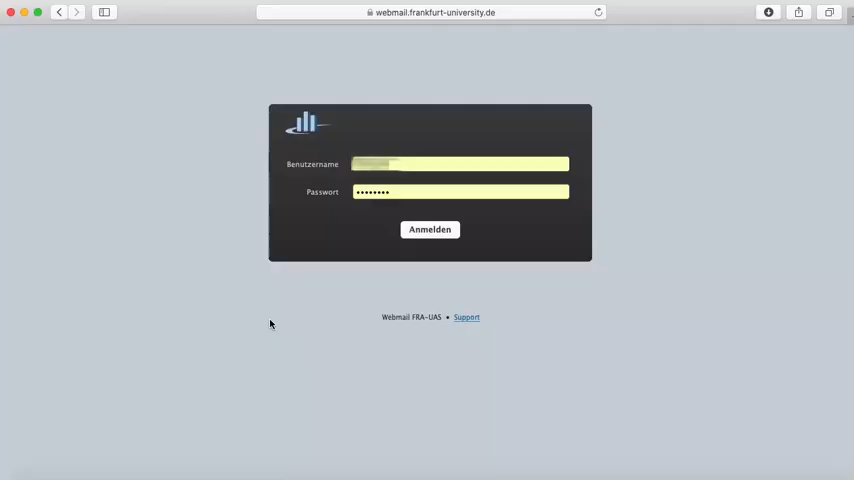 webmail.frankfurt-university.de
Benutzername
Passwort ••••••••
Anmelden
Webmail FRA-UAS • Support